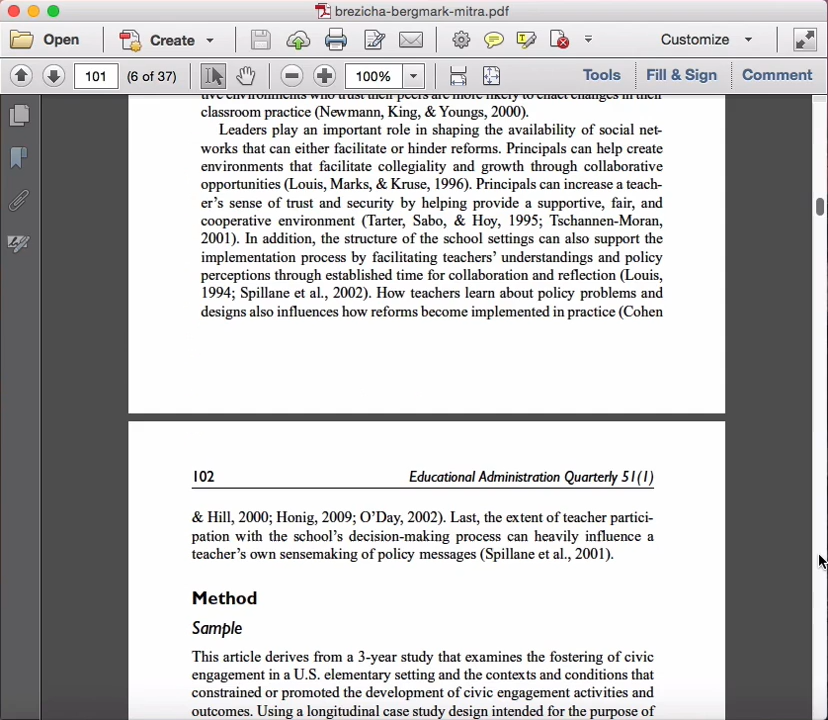 brezicha-bergmark-mitra.pdf
Open
Create
Customize
101
(6 of 37)
100%
Tools
Fill & Sign
Comment
tive environments who trust their peers are more likely to enact changes in their
classroom practice (Newmann, King, & Youngs, 2000).
Leaders play an important role in shaping the availability of social net-
works that can either facilitate or hinder reforms. Principals can help create
environments that facilitate collegiality and growth through collaborative
opportunities (Louis, Marks, & Kruse, 1996). Principals can increase a teach-
er's sense of trust and security by helping provide a supportive, fair, and
cooperative environment (Tarter, Sabo, & Hoy, 1995; Tschannen-Moran,
2001). In addition, the structure of the school settings can also support the
implementation process by facilitating teachers' understandings and policy
perceptions through established time for collaboration and reflection (Louis,
1994; Spillane et al., 2002). How teachers learn about policy problems and
designs also influences how reforms become implemented in practice (Cohen
102
Educational Administration Quarterly 51(1)
& Hill, 2000; Honig, 2009; O'Day, 2002). Last, the extent of teacher partici-
pation with the school's decision-making process can heavily influence a
teacher's own sensemaking of policy messages (Spillane et al., 2001).
Method
Sample
This article derives from a 3-year study that examines the fostering of civic
engagement in a U.S. elementary setting and the contexts and conditions that
constrained or promoted the development of civic engagement activities and
outcomes. Using a longitudinal case study design intended for the purpose of